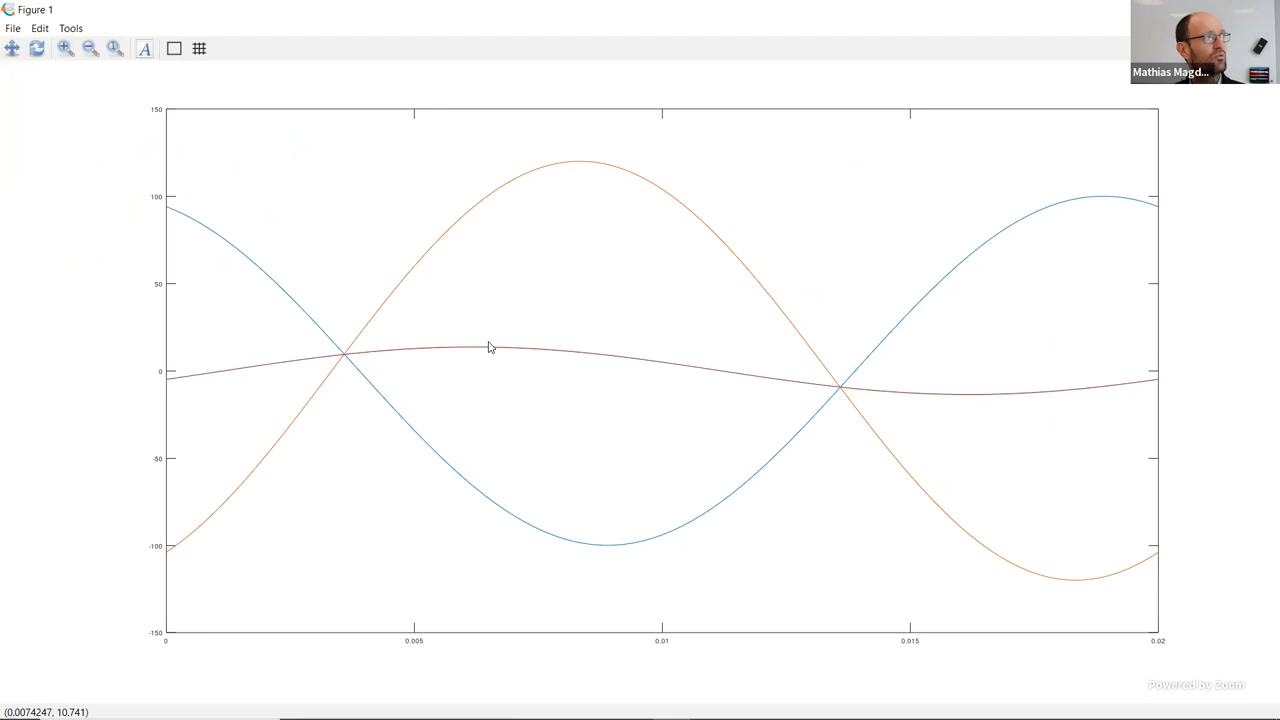 Figure 1
File Edit Tools
A
Mathias Magd...
150
100
50
0
-50
-100
-150
0 0.005 0.01 0.015 0.02
Powered by Zoom
(0.0074247, 10.741)